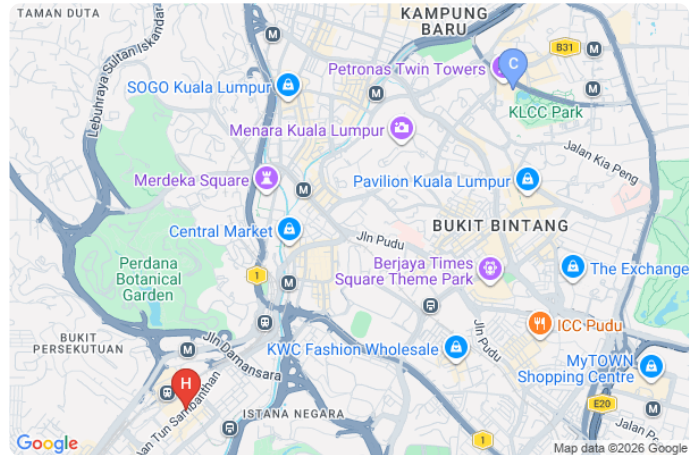 TAMAN DUTA
KAMPUNG
BARU
Lebuhraya Sultan Iskandar
B31
Petronas Twin Towers
C
SOGO Kuala Lumpur
KLCC Park
Menara Kuala Lumpur
Jalan Kia Peng
Merdeka Square
Pavilion Kuala Lumpur
Central Market
BUKIT BINTANG
Jln Pudu
Perdana
Botanical
Garden
1
Berjaya Times
Square Theme Park
The Exchange
BUKIT
PERSEKUTUAN
Jln Damansara
ICC Pudu
Jln Pudu
KWC Fashion Wholesale
MyTOWN
Shopping Centre
H
Tun Sambanthan
ISTANA NEGARA
E20
1
Google
Map data ©2026 Google